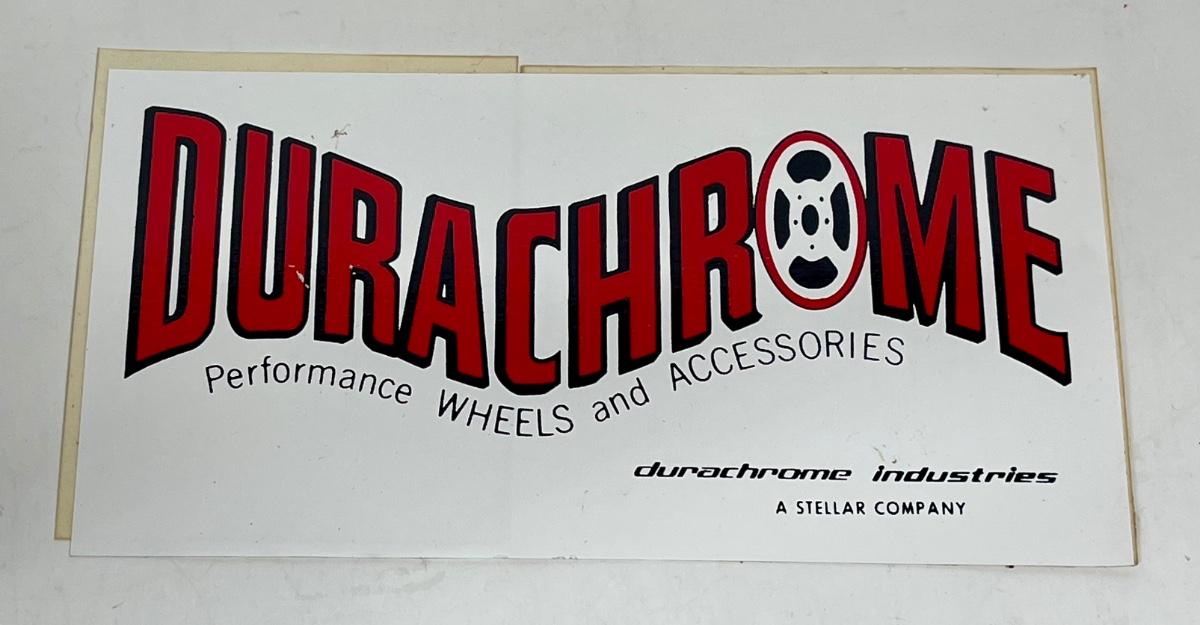 DURACHROME
Performance WHEELS and ACCESSORIES
durachrome industries
A STELLAR COMPANY